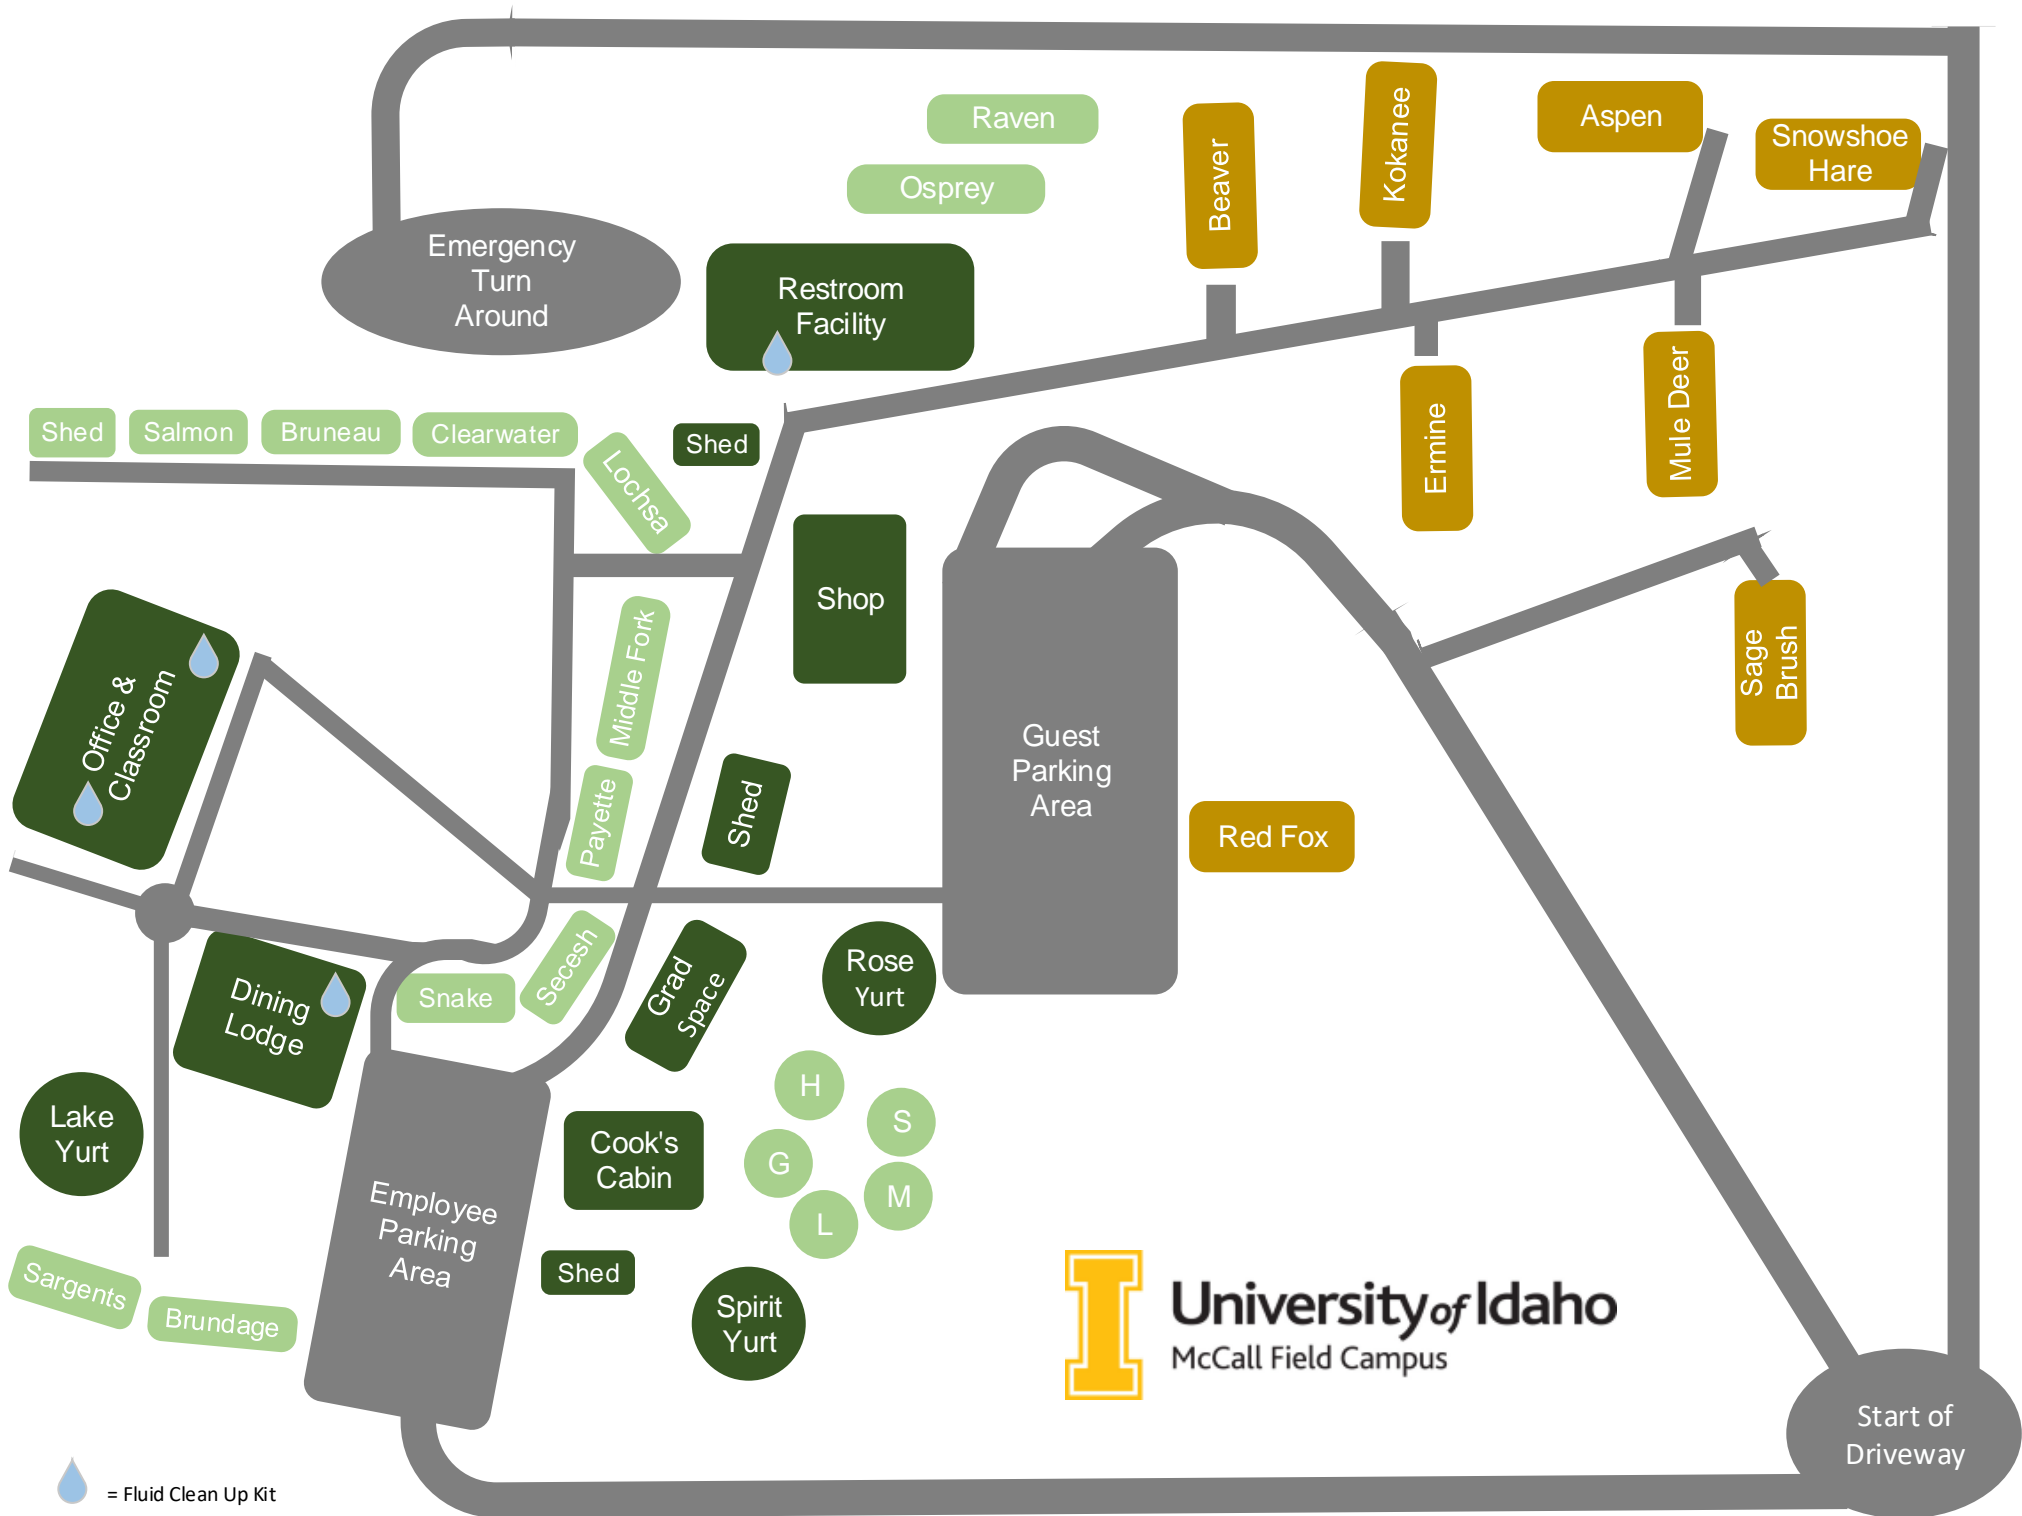 Raven
Osprey
Beaver
Kokanee
Aspen
Snowshoe
Hare
Emergency
Turn
Around
Restroom
Facility
Shed
Salmon
Bruneau
Clearwater
Lochsa
Shed
Ermine
Mule Deer
Shop
Middle Fork
Office &
Classroom
Sage
Brush
Guest
Parking
Area
Payette
Shed
Red Fox
Secesh
Grad
Space
Rose
Yurt
Snake
Dining
Lodge
Lake
Yurt
H
S
G
M
L
Cook's
Cabin
Employee
Parking
Area
Shed
Sargents
Brundage
Spirit
Yurt
University of Idaho
McCall Field Campus
Start of
Driveway
= Fluid Clean Up Kit